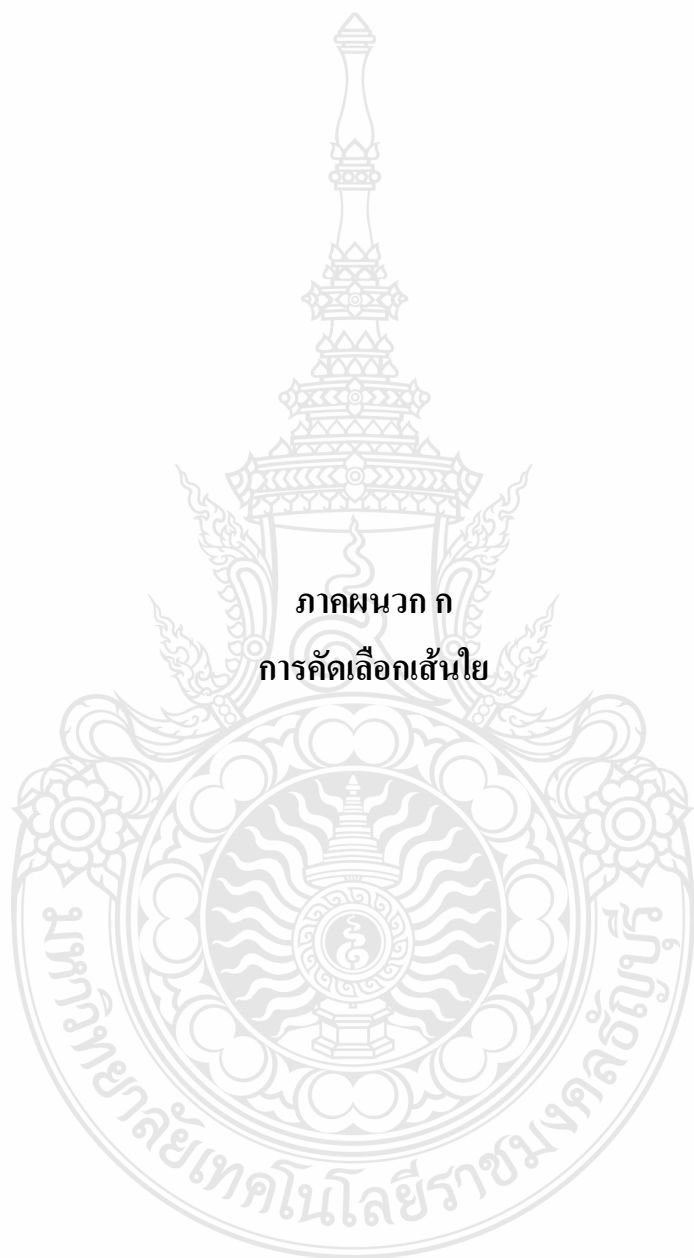 ภาคผนวก ก
การคัดเลือกเส้นใย
มหาวิทยาลัยเทคโนโลยีราชมงคลธัญบุรี